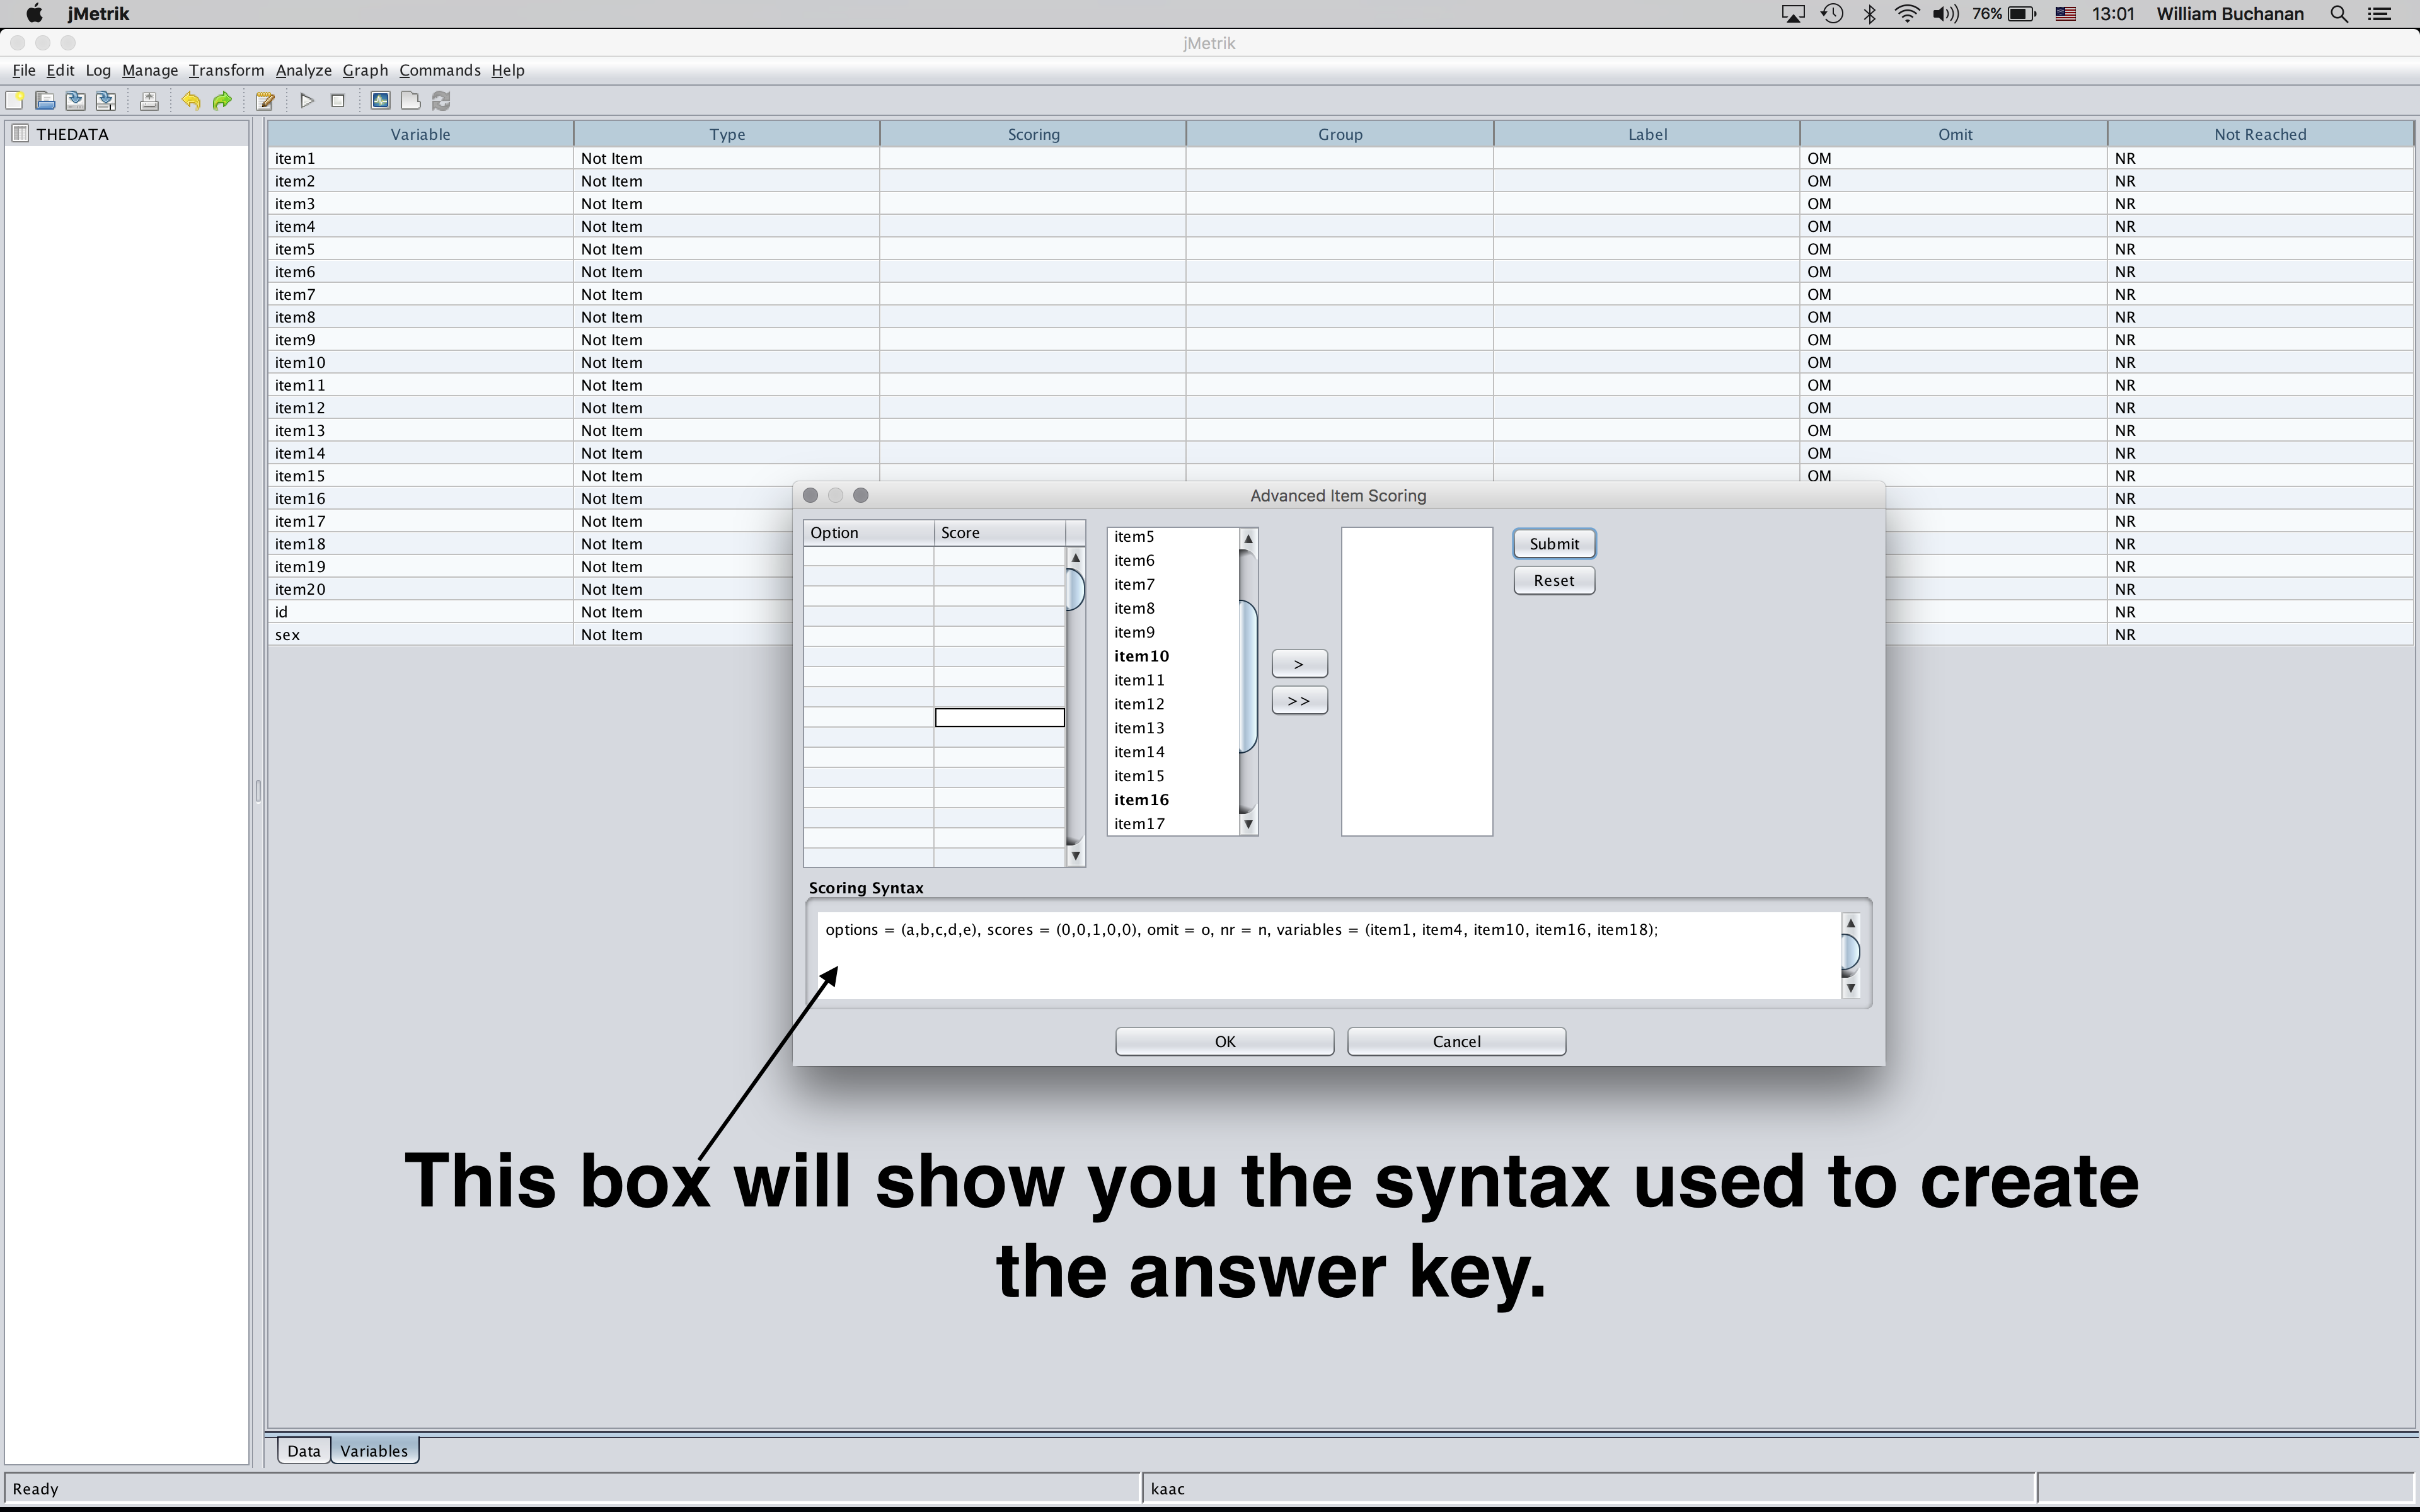 jMetrik 76% 13:01 William Buchanan
jMetrik
File Edit Log Manage Transform Analyze Graph Commands Help
THEDATA
Variable Type Scoring Group Label Omit Not Reached
item1 Not Item OM NR
item2 Not Item OM NR
item3 Not Item OM NR
item4 Not Item OM NR
item5 Not Item OM NR
item6 Not Item OM NR
item7 Not Item OM NR
item8 Not Item OM NR
item9 Not Item OM NR
item10 Not Item OM NR
item11 Not Item OM NR
item12 Not Item OM NR
item13 Not Item OM NR
item14 Not Item OM NR
item15 Not Item OM NR
item16 Not Item NR
item17 Not Item NR
item18 Not Item NR
item19 Not Item NR
item20 Not Item NR
id Not Item NR
sex Not Item NR
Advanced Item Scoring
Option Score
item5
item6
item7
item8
item9
item10
item11
item12
item13
item14
item15
item16
item17
>
>>
Submit
Reset
Scoring Syntax
options = (a,b,c,d,e), scores = (0,0,1,0,0), omit = o, nr = n, variables = (item1, item4, item10, item16, item18);
OK Cancel
This box will show you the syntax used to create
the answer key.
Data Variables
Ready kaac